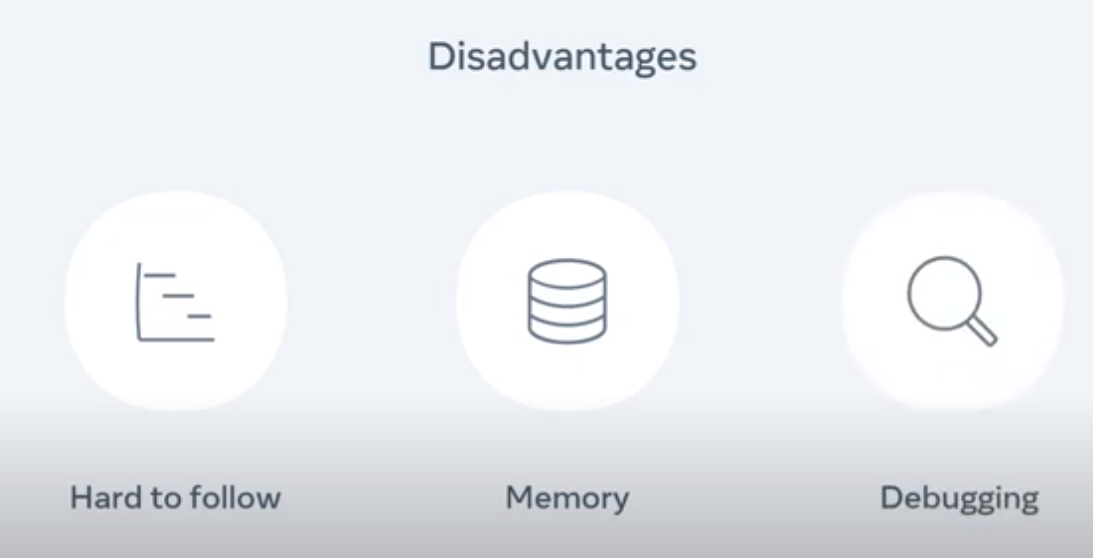 Disadvantages
Hard to follow
Memory
Debugging